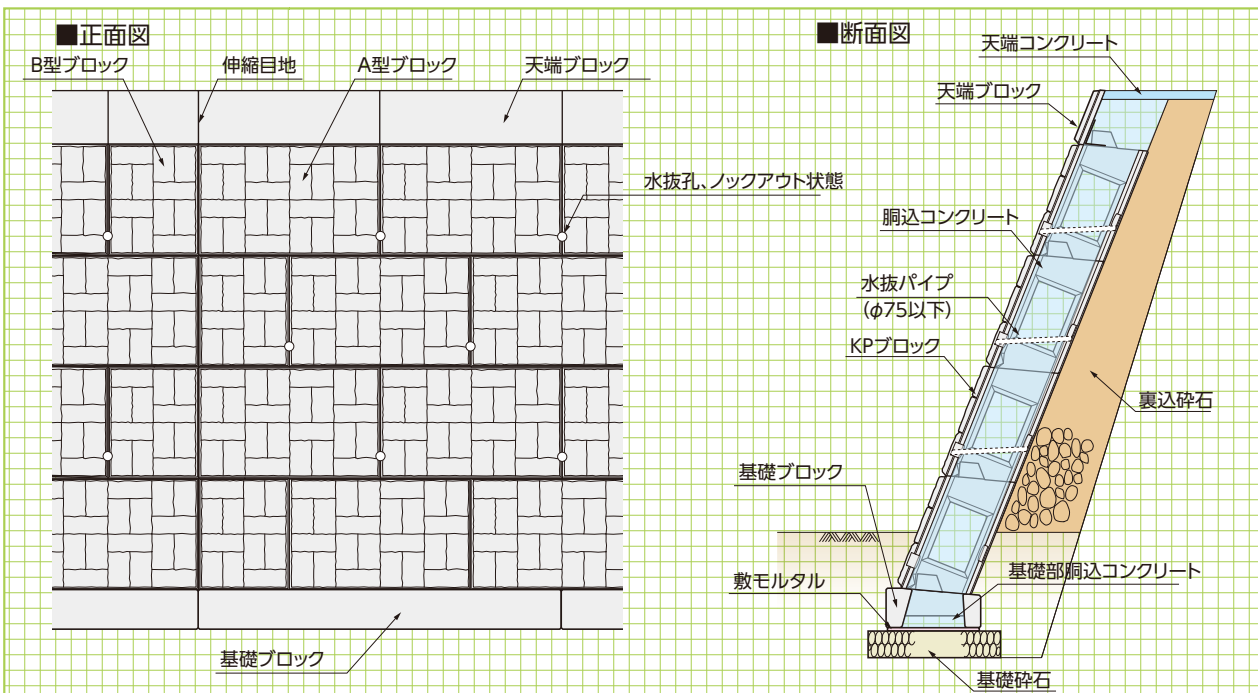 ■正面図
B型ブロック
伸縮目地
A型ブロック
天端ブロック
水抜孔、ノックアウト状態
基礎ブロック
■断面図
天端コンクリート
天端ブロック
胴込コンクリート
水抜パイプ
(φ75以下)
KPブロック
裏込砕石
基礎ブロック
敷モルタル
基礎部胴込コンクリート
基礎砕石